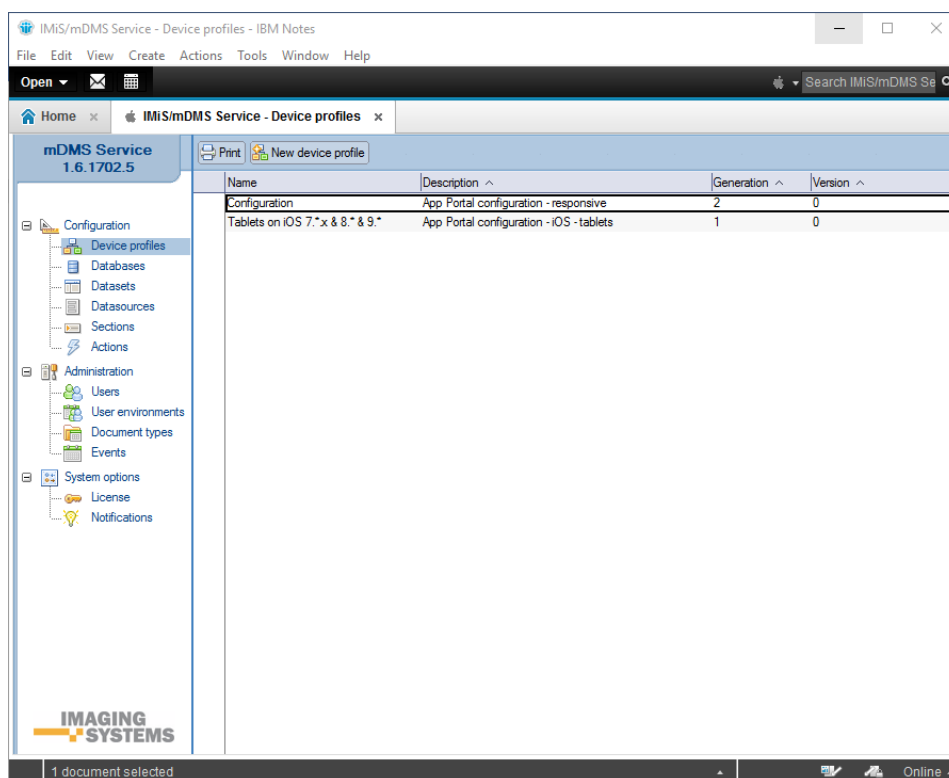 IMiS/mDMS Service - Device profiles - IBM Notes
File Edit View Create Actions Tools Window Help
Open
Search IMiS/mDMS Se
Home x IMiS/mDMS Service - Device profiles x
mDMS Service
1.6.1702.5
Print New device profile
Name Description Generation Version
Configuration App Portal configuration - responsive 2 0
Tablets on iOS 7.*.x & 8.* & 9.* App Portal configuration - iOS - tablets 1 0
Configuration
Device profiles
Databases
Datasets
Datasources
Sections
Actions
Administration
Users
User environments
Document types
Events
System options
License
Notifications
IMAGING
SYSTEMS
1 document selected
Online